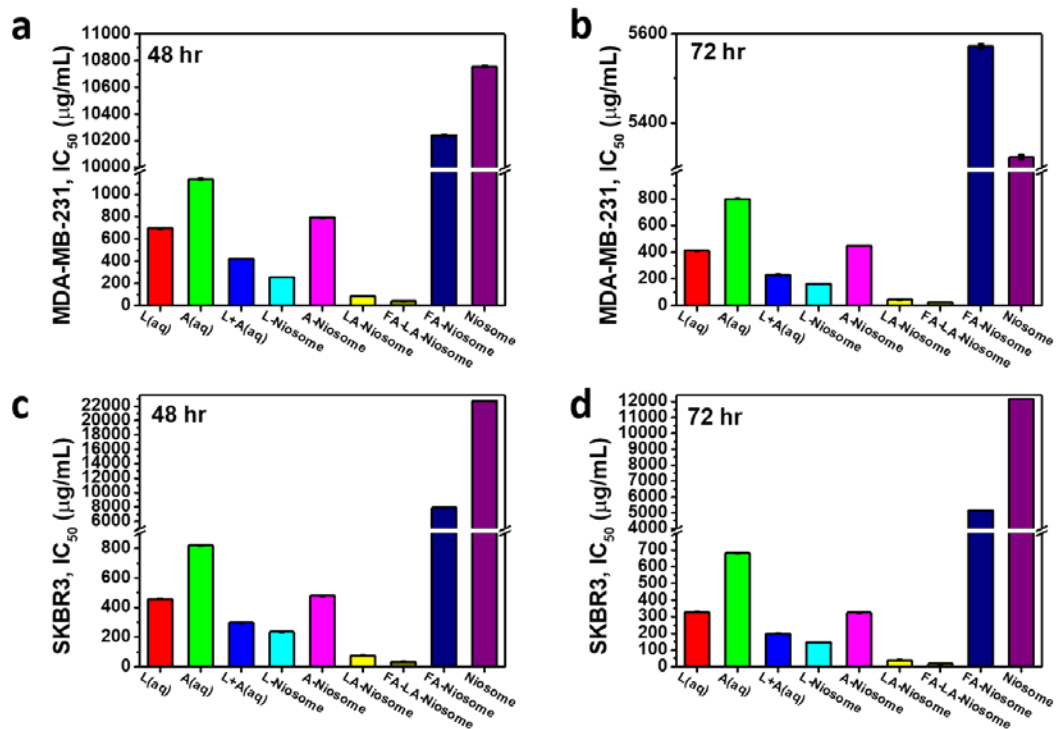 a
48 hr
MDA-MB-231, IC50 (μg/mL)
11000
10800
10600
10400
10200
10000
1000
800
600
400
200
0
L(aq)
A(aq)
L+A(aq)
L-Niosome
A-Niosome
LA-Niosome
FA-LA-Niosome
FA-Niosome
Niosome
b
72 hr
MDA-MB-231, IC50 (μg/mL)
5600
5400
800
600
400
200
0
L(aq)
A(aq)
L+A(aq)
L-Niosome
A-Niosome
LA-Niosome
FA-LA-Niosome
FA-Niosome
Niosome
c
48 hr
SKBR3, IC50 (μg/mL)
22000
20000
18000
16000
14000
12000
10000
8000
6000
800
600
400
200
0
L(aq)
A(aq)
L+A(aq)
L-Niosome
A-Niosome
LA-Niosome
FA-LA-Niosome
FA-Niosome
Niosome
d
72 hr
SKBR3, IC50 (μg/mL)
12000
11000
10000
9000
8000
7000
6000
5000
4000
700
600
500
400
300
200
100
0
L(aq)
A(aq)
L+A(aq)
L-Niosome
A-Niosome
LA-Niosome
FA-LA-Niosome
FA-Niosome
Niosome